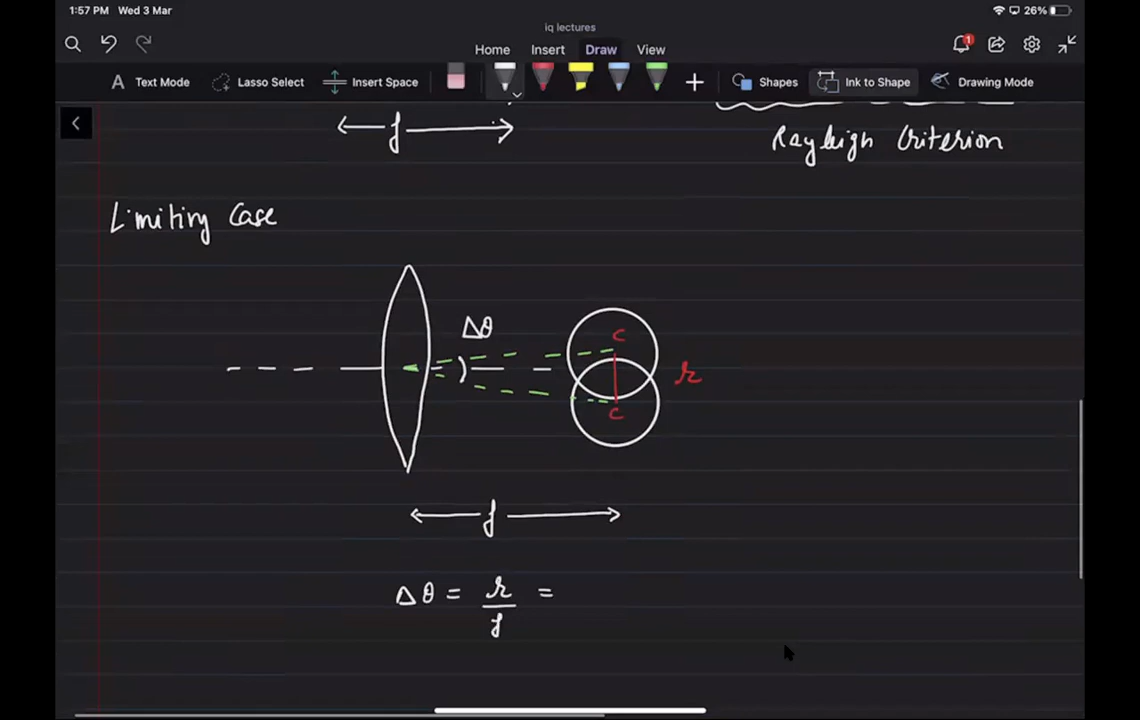 1:57 PM Wed 3 Mar
26%
iq lectures
Home Insert Draw View
1
A Text Mode Lasso Select Insert Space Shapes Ink to Shape Drawing Mode
f
Rayleigh Criterion
Limiting Case
Δθ
c
r
c
f
Δθ = r/f =